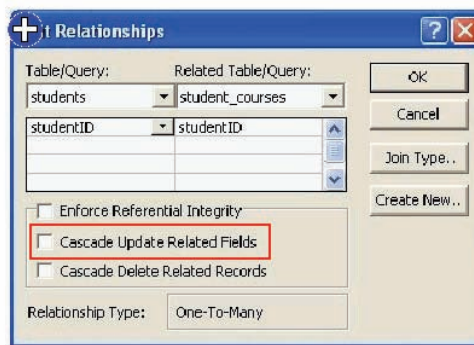 it Relationships
Table/Query: Related Table/Query:
students student_courses
studentID studentID
Enforce Referential Integrity
Cascade Update Related Fields
Cascade Delete Related Records
Relationship Type: One-To-Many
OK
Cancel
Join Type..
Create New..